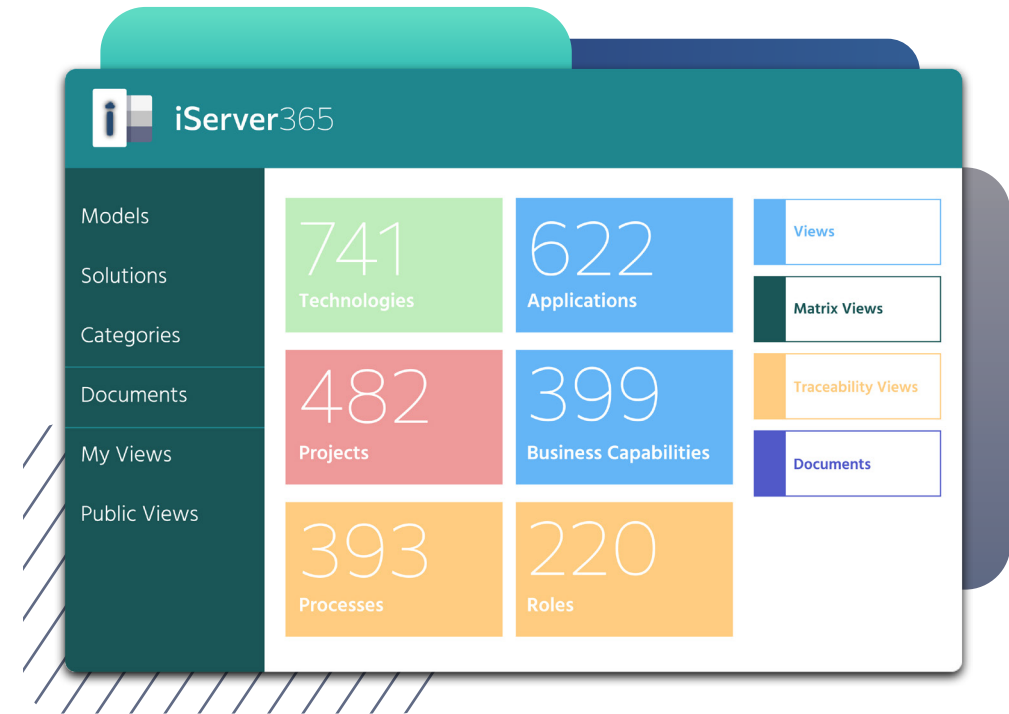 i
iServer365
Models
Solutions
Categories
Documents
My Views
Public Views
741
Technologies
622
Applications
482
Projects
399
Business Capabilities
393
Processes
220
Roles
Views
Matrix Views
Traceability Views
Documents